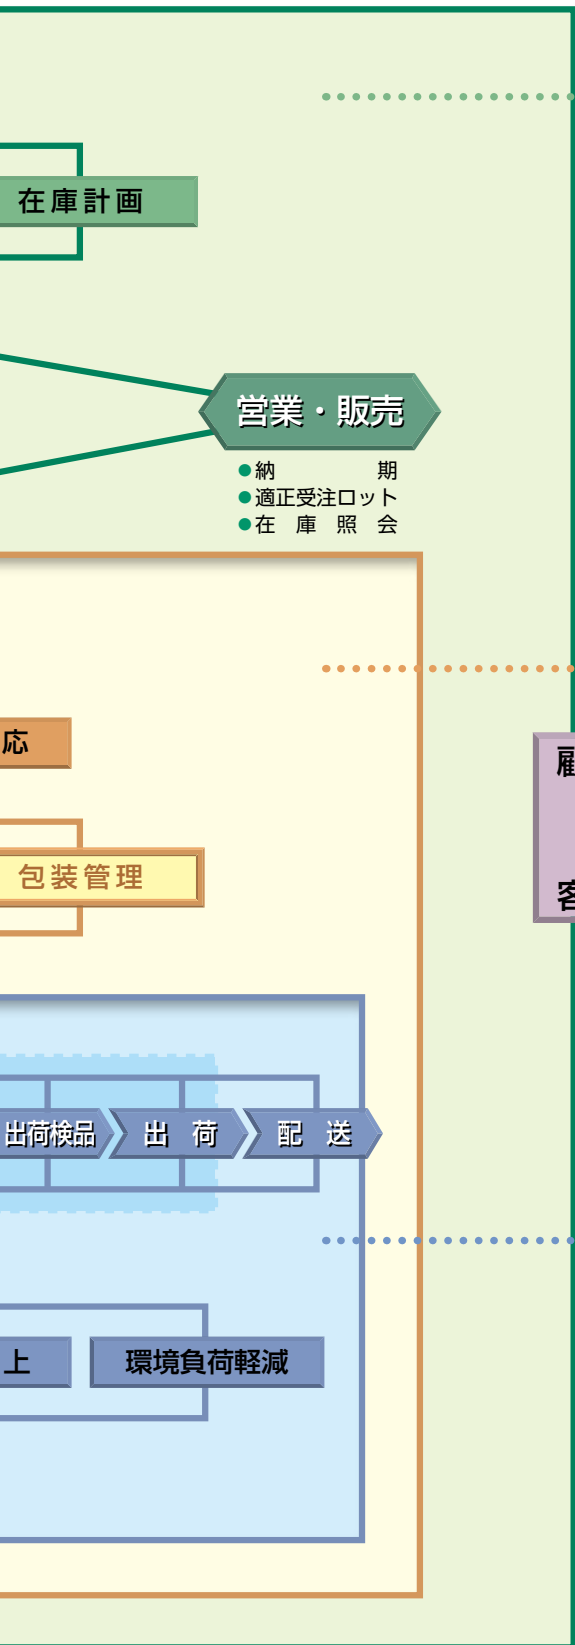 在庫計画
営業・販売
●納期
●適正受注ロット
●在庫照会
応
包装管理
出荷検品
出荷
配送
上
環境負荷軽減